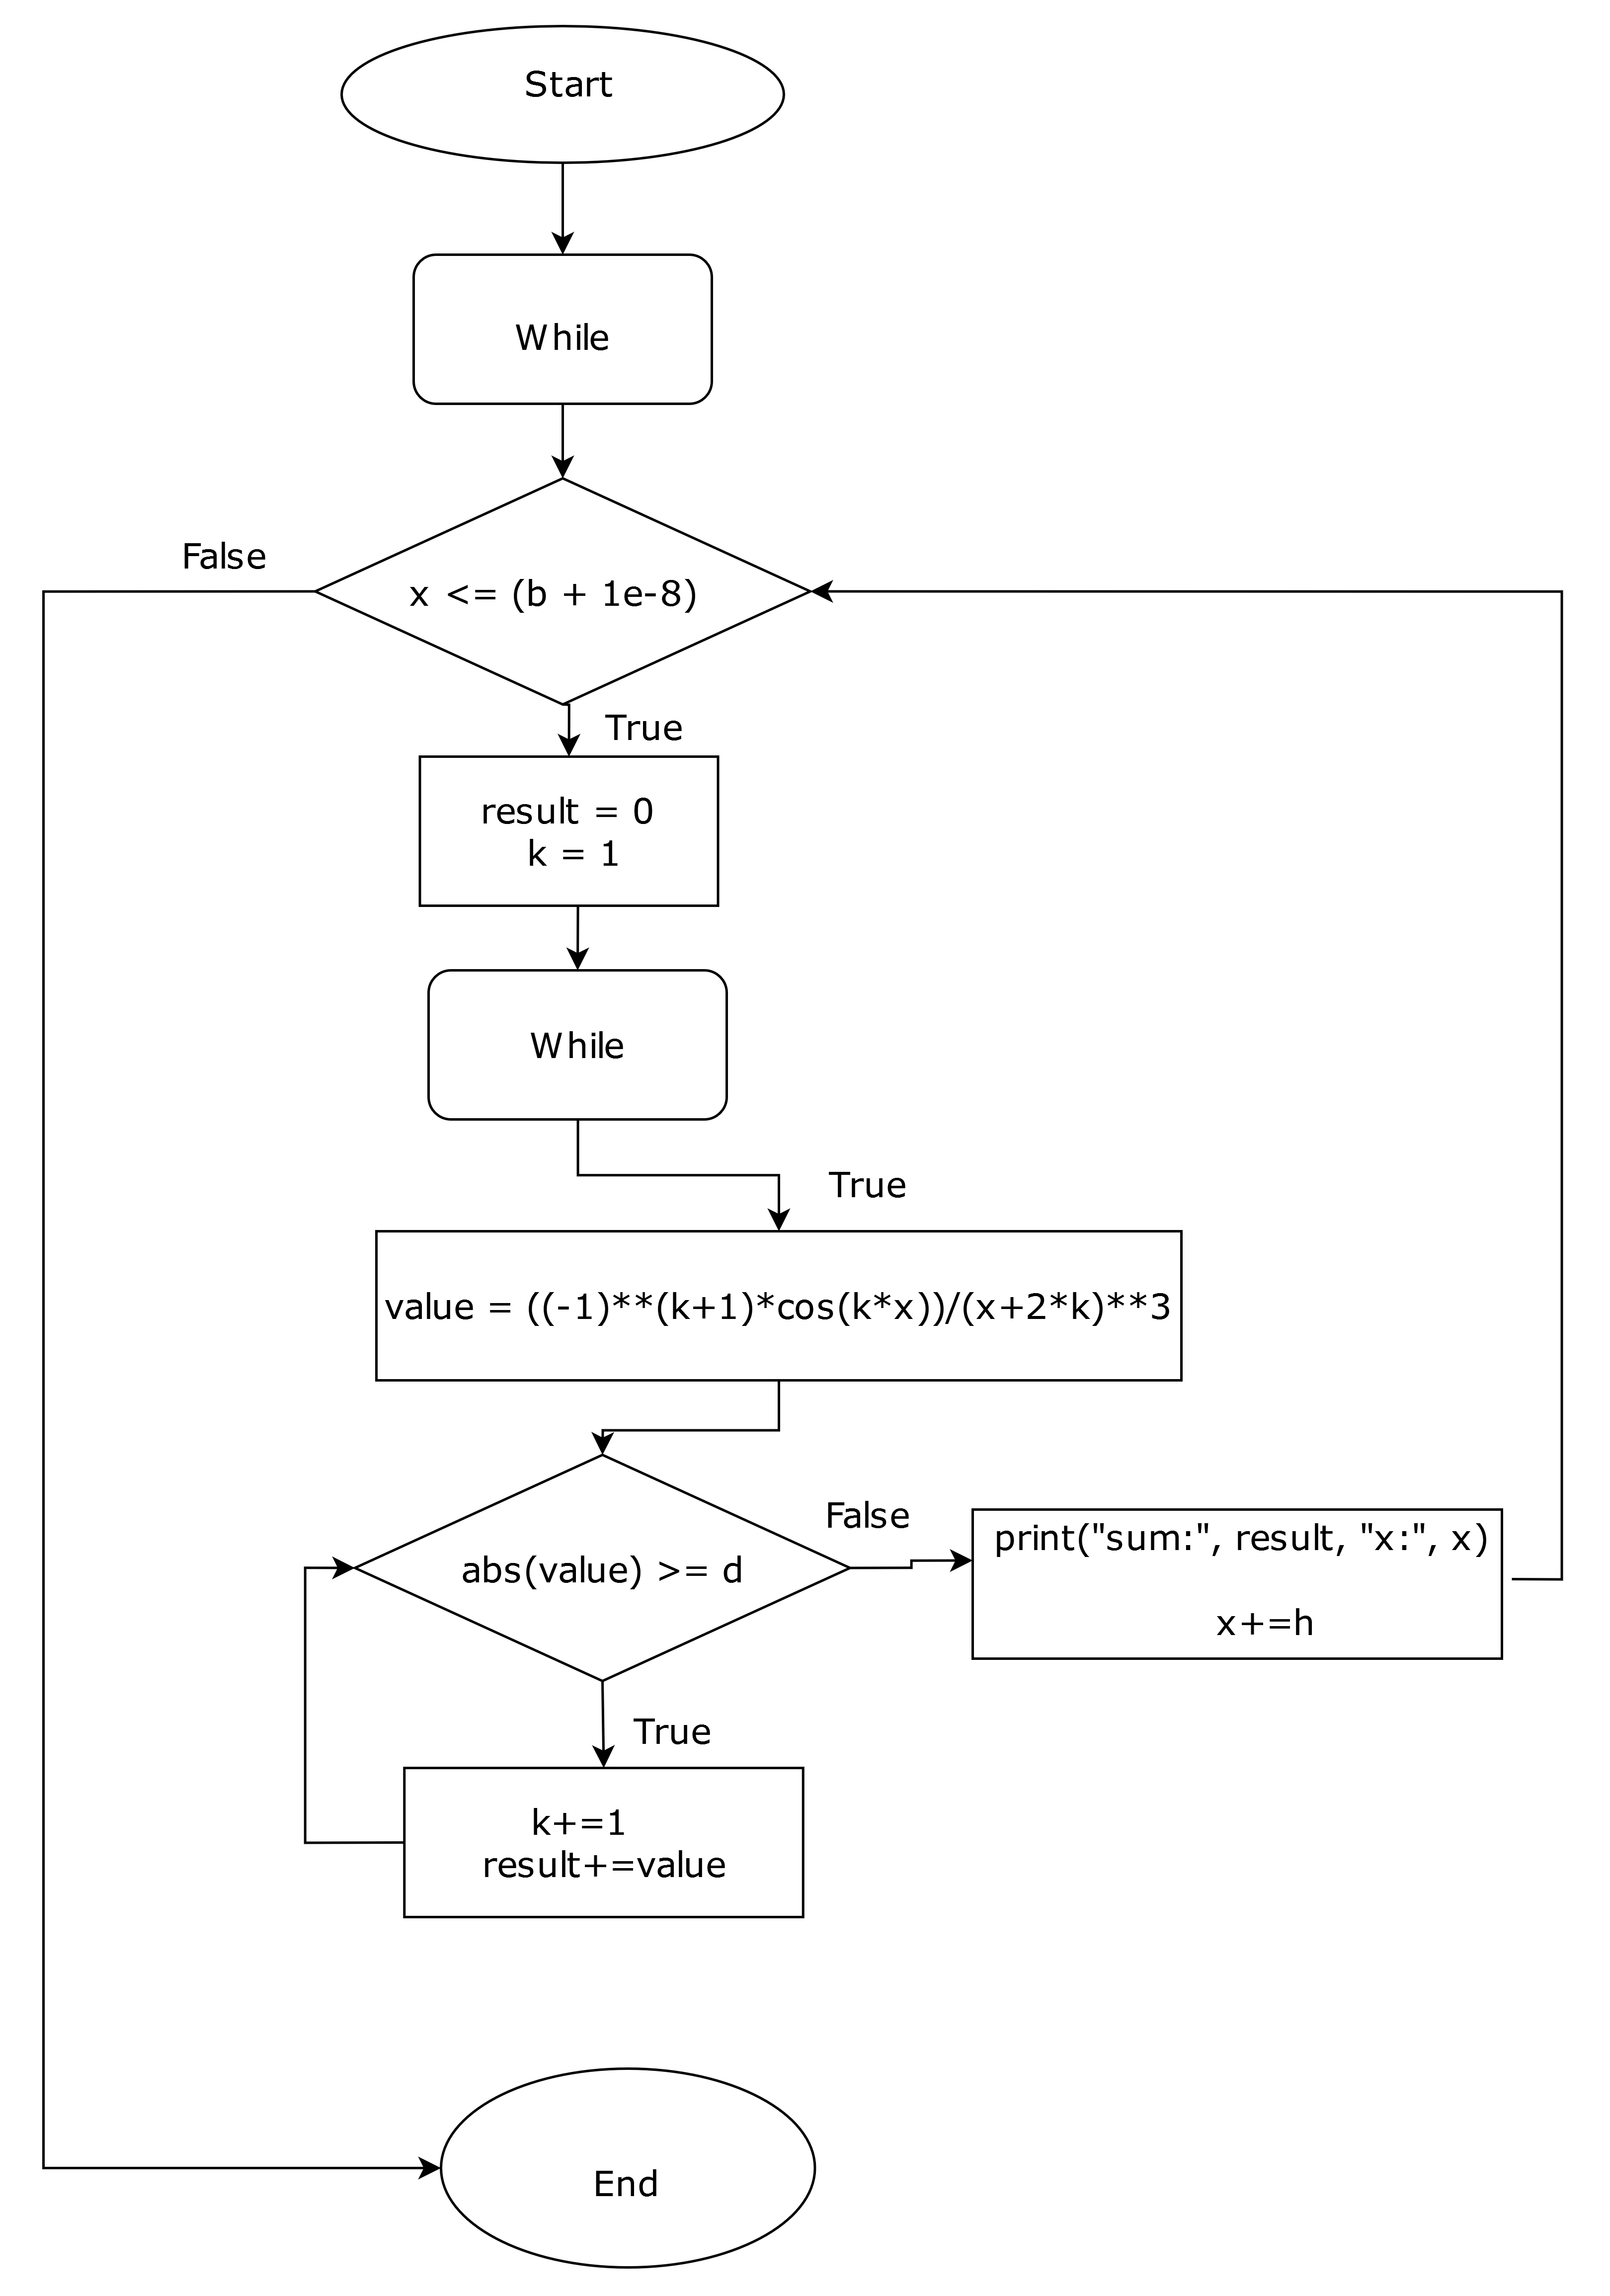 Start
While
False
x <= (b + 1e-8)
True
result = 0
k = 1
While
True
value = ((-1)**(k+1)*cos(k*x))/(x+2*k)**3
False
print("sum:", result, "x:", x)
x+=h
abs(value) >= d
True
k+=1
result+=value
End